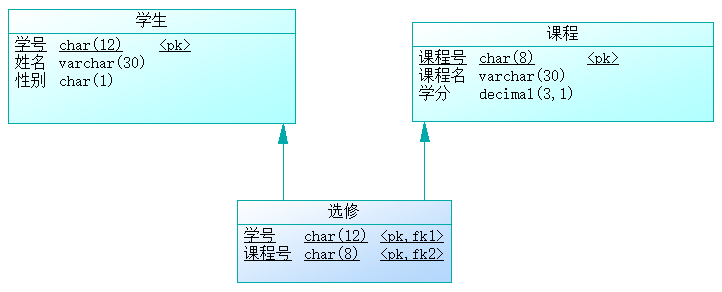 学生
学号 char(12) <pk>
姓名 varchar(30)
性别 char(1)
课程
课程号 char(8) <pk>
课程名 varchar(30)
学分 decimal(3,1)
选修
学号 char(12) <pk,fk1>
课程号 char(8) <pk,fk2>